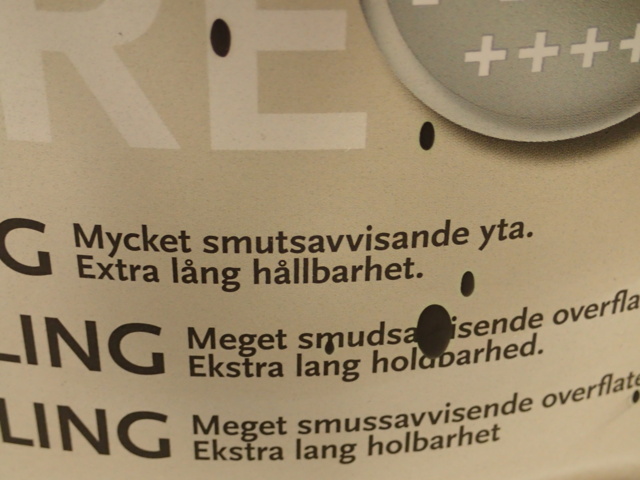 RE
++++
G Mycket smutsavvisande yta.
Extra lång hållbarhet.
LING Meget smudsavisende overfla
Ekstra lang holdbarhed.
LING Meget smussavvisende overflate
Ekstra lang holbarhet